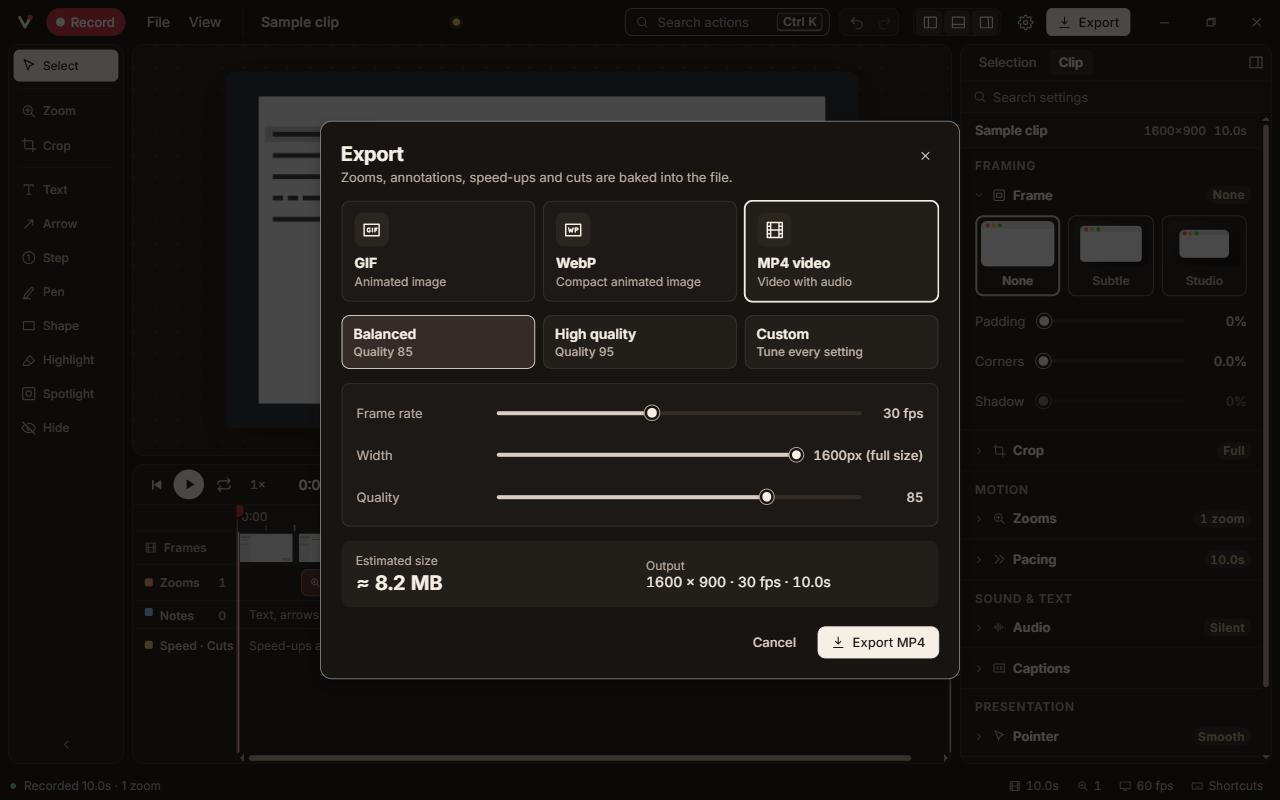 Record
File
View
Sample clip
Search actions
Ctrl K
Export
Select
Zoom
Crop
Text
Arrow
Step
Pen
Shape
Highlight
Spotlight
Hide
Export
Zooms, annotations, speed-ups and cuts are baked into the file.
GIF
GIF
Animated image
WP
WebP
Compact animated image
MP4 video
Video with audio
Balanced
Quality 85
High quality
Quality 95
Custom
Tune every setting
Frame rate
30 fps
Width
1600px (full size)
Quality
85
Estimated size
≈ 8.2 MB
Output
1600 × 900 · 30 fps · 10.0s
Cancel
Export MP4
1×
0:0
0:00
Frames
Zooms 1
Notes 0
Text, arrows
Speed · Cuts
Speed-ups a
Selection
Clip
Search settings
Sample clip
1600×900 10.0s
FRAMING
Frame
None
None
Subtle
Studio
Padding
0%
Corners
0.0%
Shadow
0%
Crop
Full
MOTION
Zooms
1 zoom
Pacing
10.0s
SOUND & TEXT
Audio
Silent
Captions
PRESENTATION
Pointer
Smooth
Recorded 10.0s · 1 zoom
10.0s
1
60 fps
Shortcuts